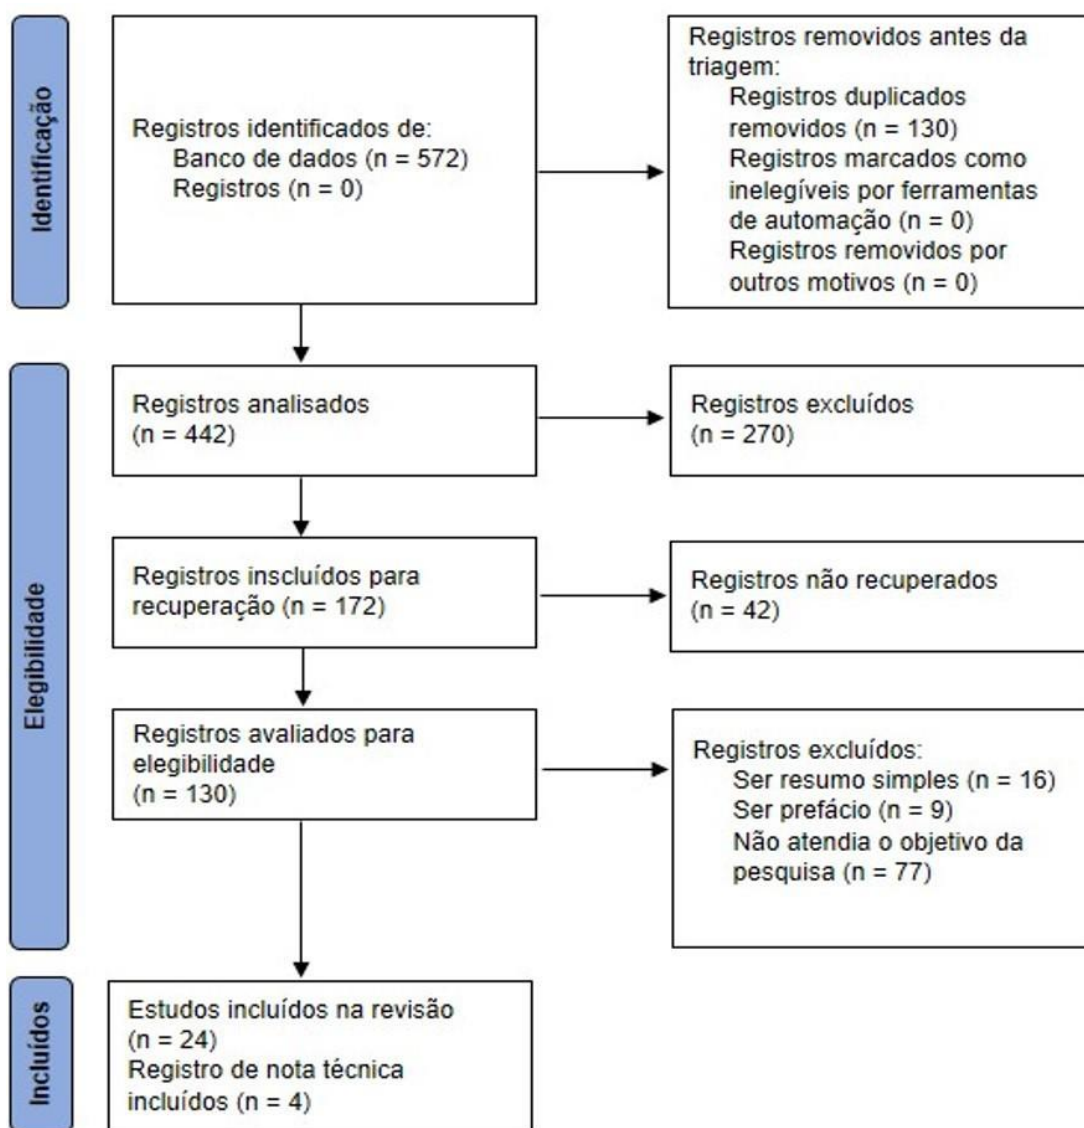 Identificação
Registros identificados de:
Banco de dados (n = 572)
Registros (n = 0)
Registros removidos antes da
triagem:
Registros duplicados
removidos (n = 130)
Registros marcados como
inelegíveis por ferramentas
de automação (n = 0)
Registros removidos por
outros motivos (n = 0)
Elegibilidade
Registros analisados
(n = 442)
Registros excluídos
(n = 270)
Registros inscluídos para
recuperação (n = 172)
Registros não recuperados
(n = 42)
Registros avaliados para
elegibilidade
(n = 130)
Registros excluídos:
Ser resumo simples (n = 16)
Ser prefácio (n = 9)
Não atendia o objetivo da
pesquisa (n = 77)
Incluídos
Estudos incluídos na revisão
(n = 24)
Registro de nota técnica
incluídos (n = 4)